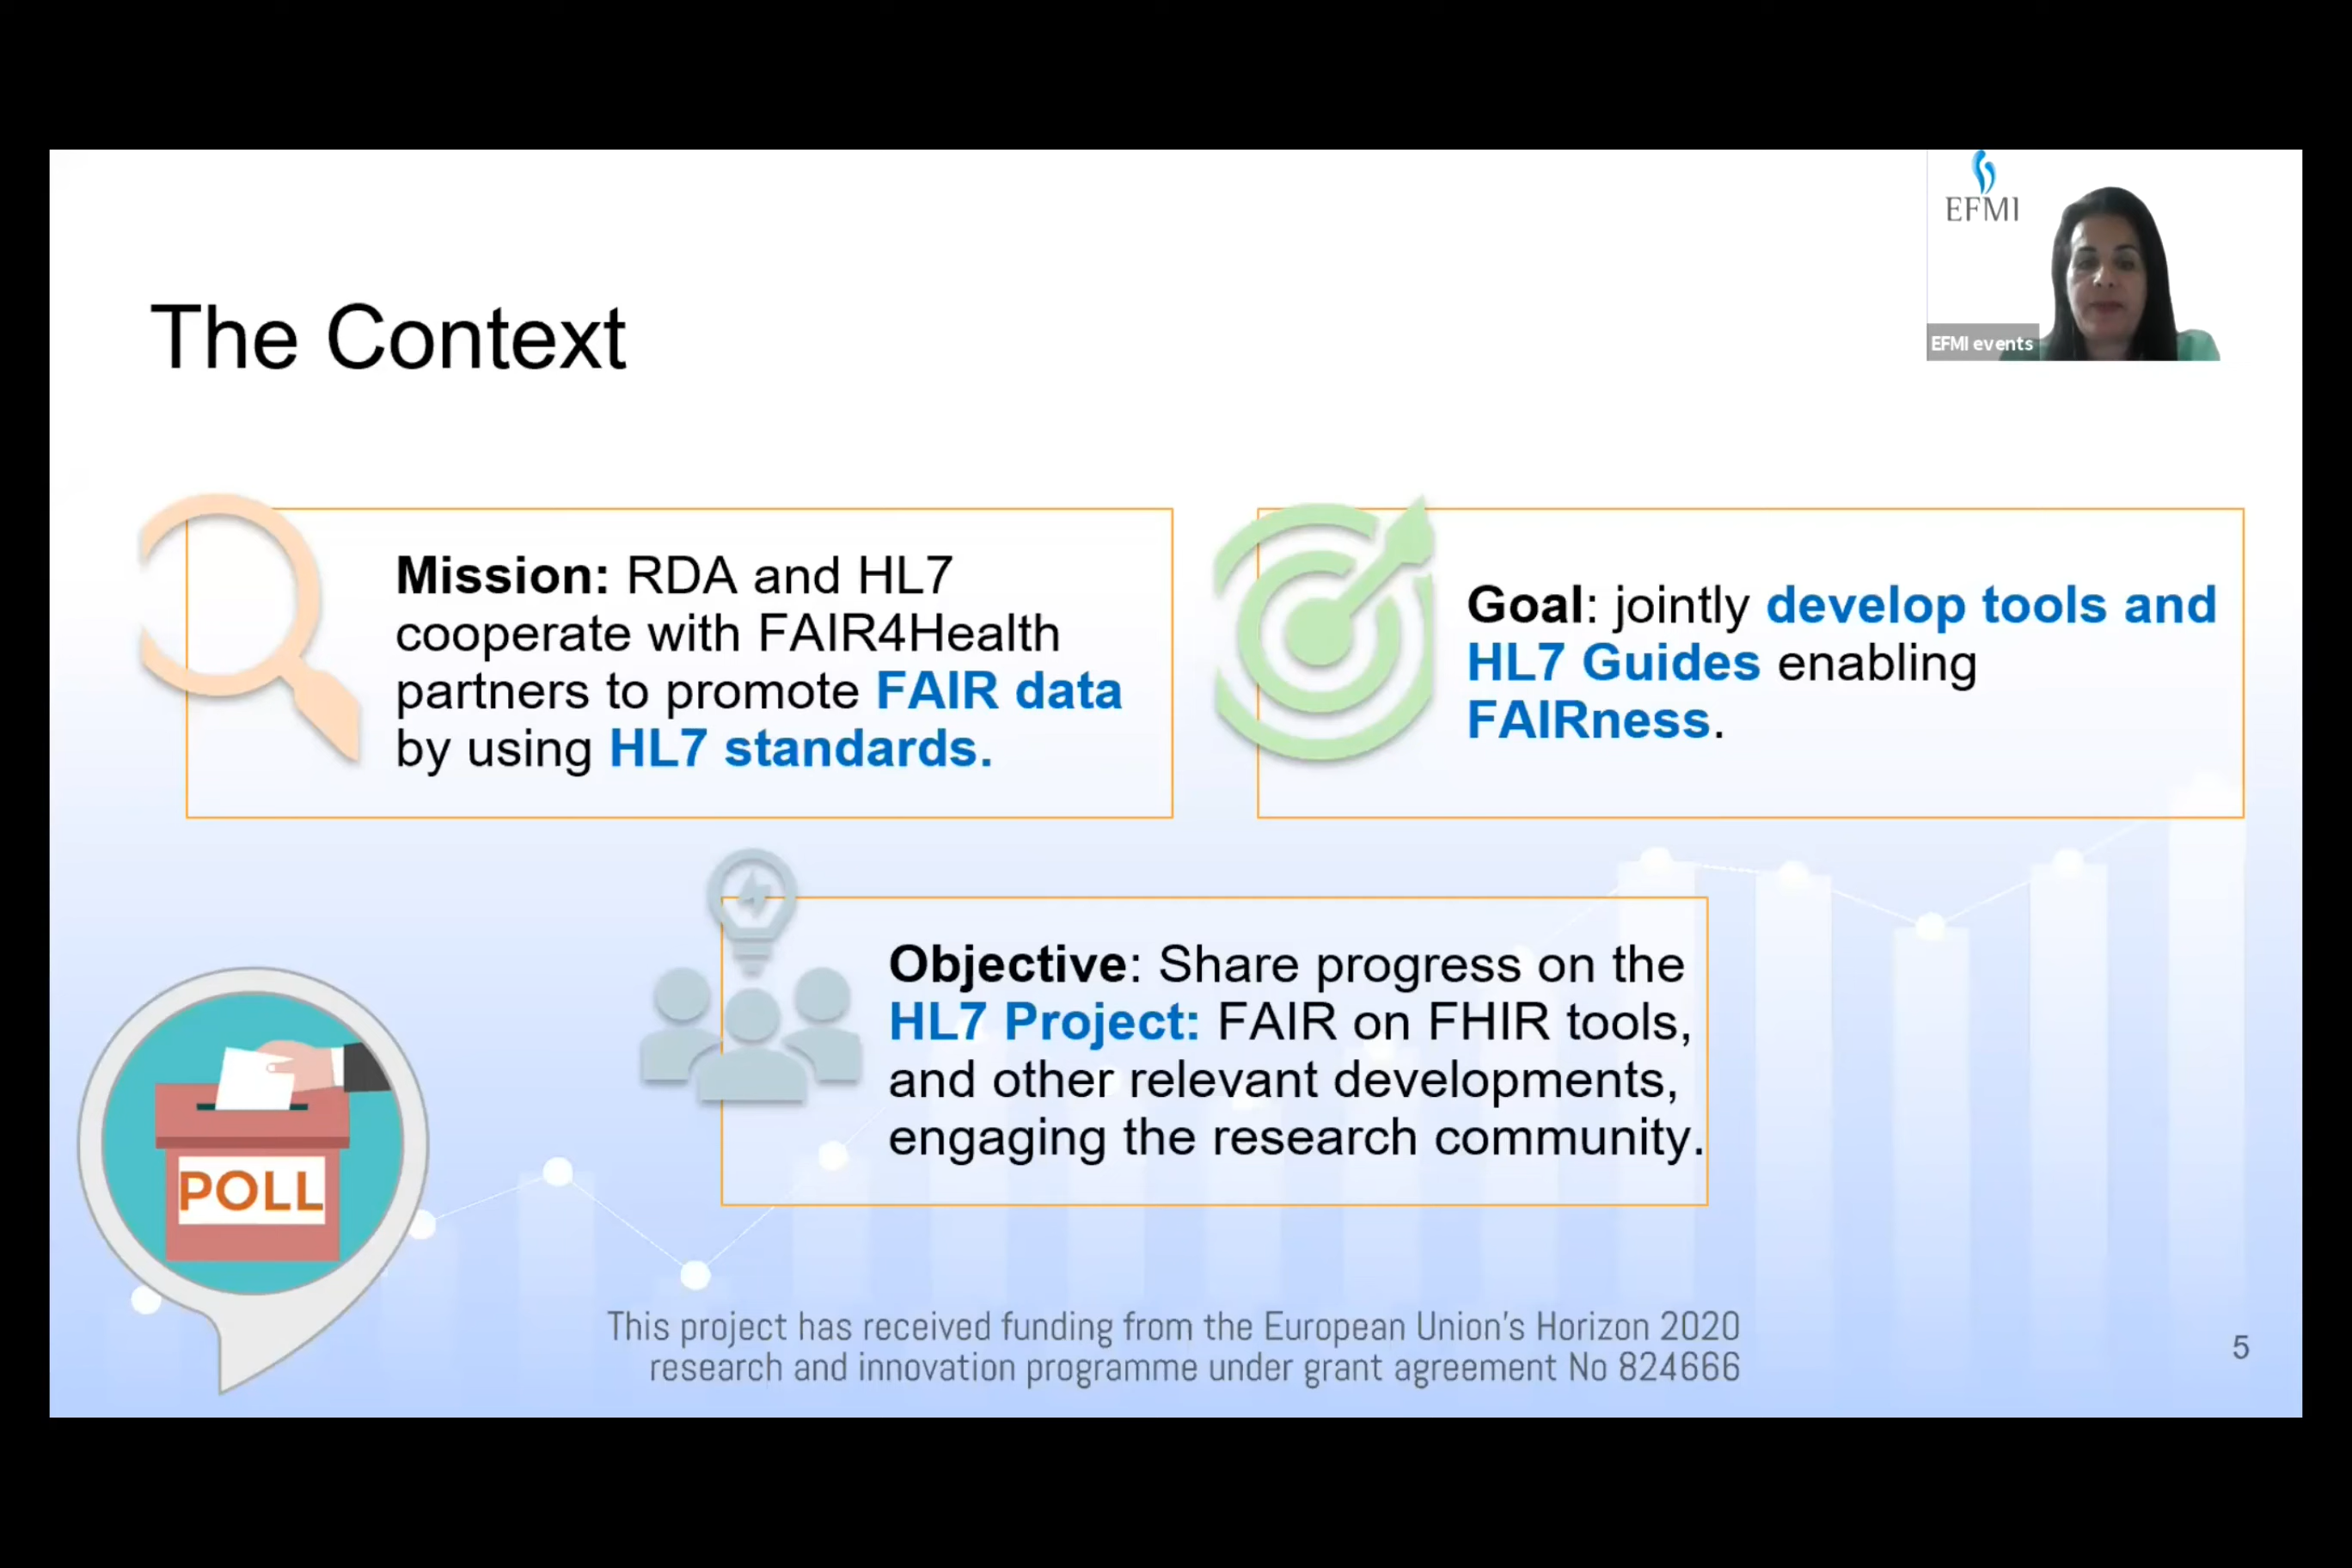 EFMI
EFMI events
The Context
Mission: RDA and HL7
cooperate with FAIR4Health
partners to promote FAIR data
by using HL7 standards.
Goal: jointly develop tools and
HL7 Guides enabling
FAIRness.
Objective: Share progress on the
HL7 Project: FAIR on FHIR tools,
and other relevant developments,
engaging the research community.
POLL
This project has received funding from the European Union's Horizon 2020
research and innovation programme under grant agreement No 824666
5